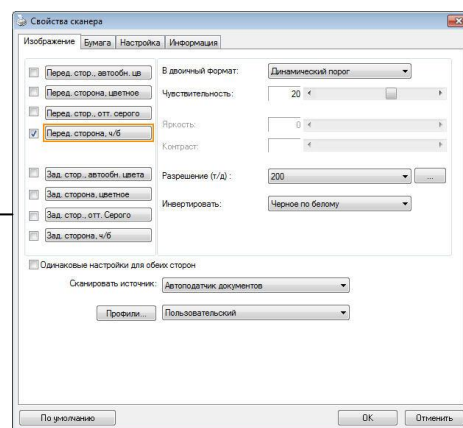 Свойства сканера
Изображение Бумага Настройка Информация
Перед. стор., автообн. цв
Перед. сторона, цветное
Перед. стор., отт. серого
Перед. сторона, ч/б
Зад. стор., автообн. цвета
Зад. сторона, цветное
Зад. стор., отт. Серого
Зад. сторона, ч/б
В двоичный формат: Динамический порог
Чувствительность: 20
Яркость: 0
Контраст:
Разрешение (т/д) : 200 ...
Инвертировать: Черное по белому
Одинаковые настройки для обеих сторон
Сканировать источник: Автоподатчик документов
Профили... Пользовательский
По умолчанию OK Отменить